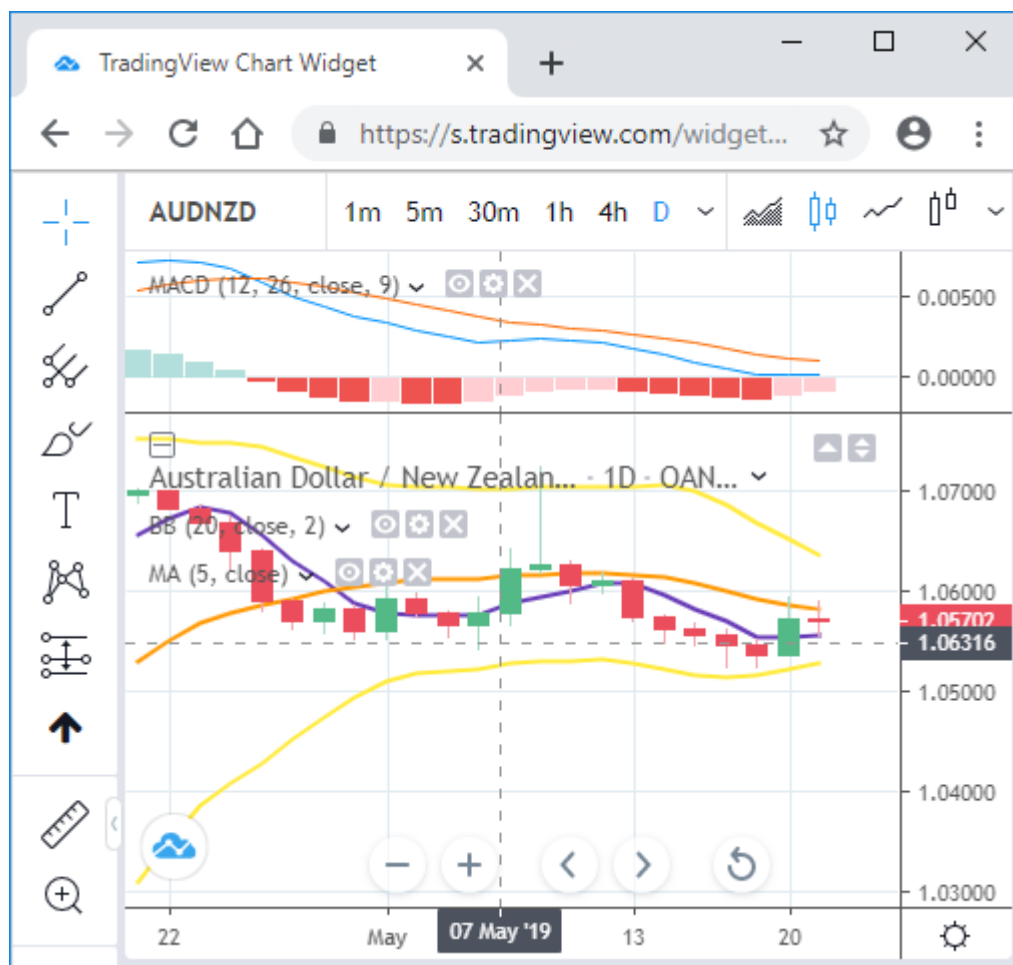 TradingView Chart Widget
https://s.tradingview.com/widget...
AUDNZD 1m 5m 30m 1h 4h D
MACD (12, 26, close, 9)
0.00500
0.00000
Australian Dollar / New Zealan... · 1D · OAN...
1.07000
BB (20, close, 2)
MA (5, close)
1.06000
1.05702
1.06316
1.05000
1.04000
1.03000
22 May 07 May '19 13 20
T